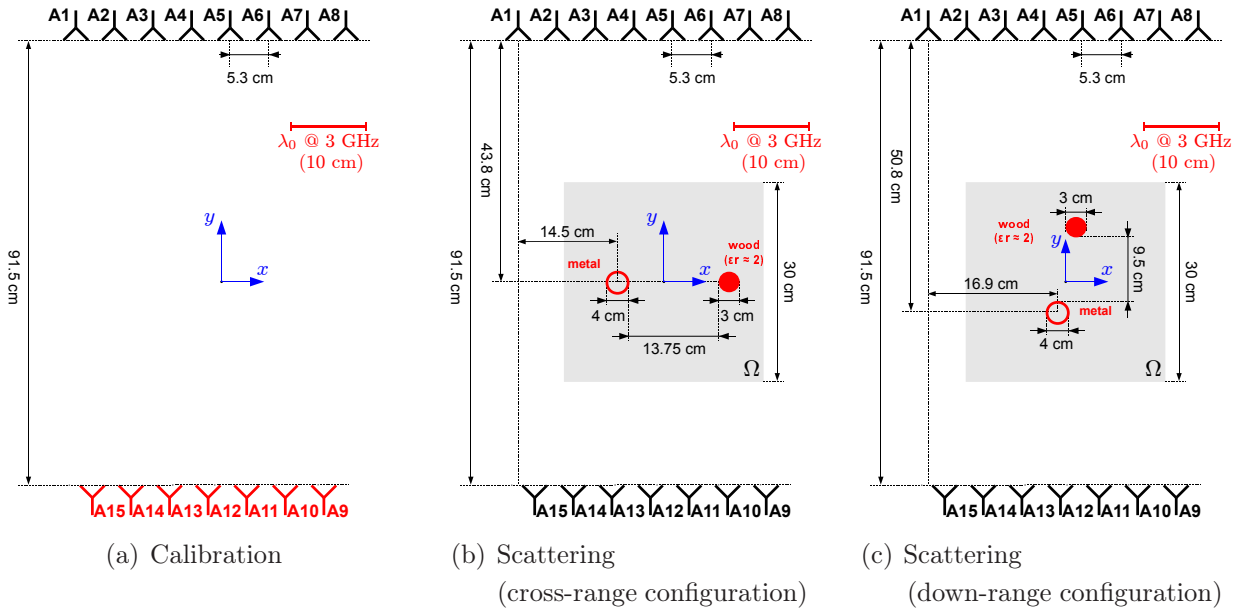 A1 A2 A3 A4 A5 A6 A7 A8
5.3 cm
λ0 @ 3 GHz
(10 cm)
y
x
91.5 cm
A15 A14 A13 A12 A11 A10 A9
(a) Calibration
A1 A2 A3 A4 A5 A6 A7 A8
5.3 cm
λ0 @ 3 GHz
(10 cm)
43.8 cm
91.5 cm
14.5 cm
y
wood
(εr ≈ 2)
metal
x
30 cm
4 cm
3 cm
13.75 cm
Ω
A15 A14 A13 A12 A11 A10 A9
(b) Scattering
(cross-range configuration)
A1 A2 A3 A4 A5 A6 A7 A8
5.3 cm
λ0 @ 3 GHz
(10 cm)
50.8 cm
91.5 cm
3 cm
wood
(εr ≈ 2)
y
x
9.5 cm
30 cm
16.9 cm
metal
4 cm
Ω
A15 A14 A13 A12 A11 A10 A9
(c) Scattering
(down-range configuration)